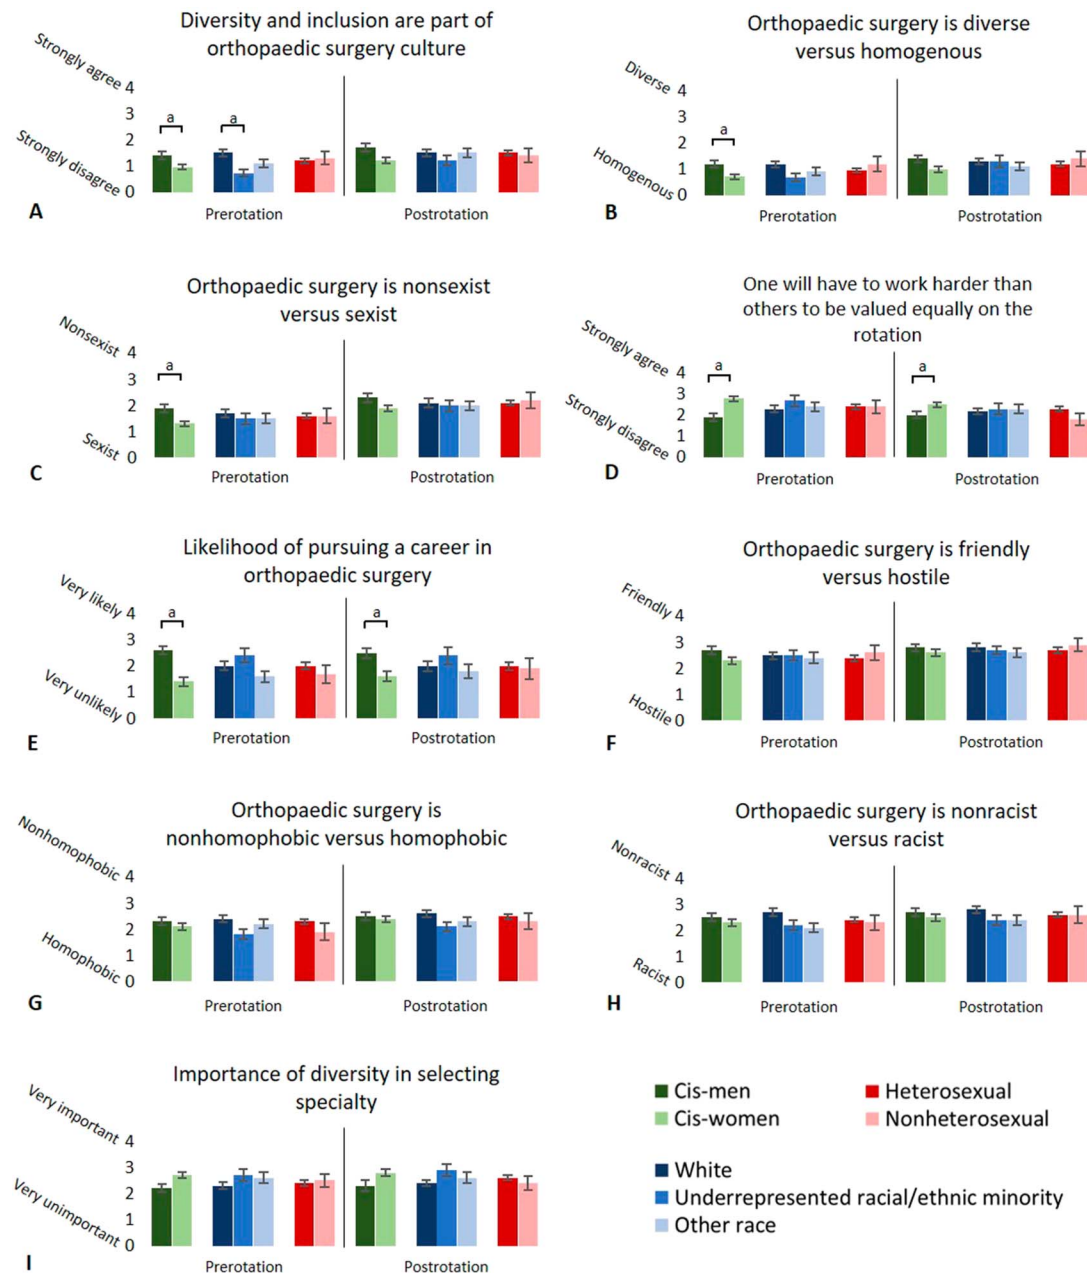 Diversity and inclusion are part of
orthopaedic surgery culture
Strongly agree
4
3
2
1
0
Strongly disagree
a
a
Prerotation
Postrotation
A
Orthopaedic surgery is diverse
versus homogenous
Diverse
4
3
2
1
0
Homogenous
a
Prerotation
Postrotation
B
Orthopaedic surgery is nonsexist
versus sexist
Nonsexist
4
3
2
1
0
Sexist
a
Prerotation
Postrotation
C
One will have to work harder than
others to be valued equally on the
rotation
Strongly agree
4
3
2
1
0
Strongly disagree
a
a
Prerotation
Postrotation
D
Likelihood of pursuing a career in
orthopaedic surgery
Very likely
4
3
2
1
0
Very unlikely
a
a
Prerotation
Postrotation
E
Orthopaedic surgery is friendly
versus hostile
Friendly
4
3
2
1
0
Hostile
Prerotation
Postrotation
F
Orthopaedic surgery is
nonhomophobic versus homophobic
Nonhomophobic
4
3
2
1
0
Homophobic
Prerotation
Postrotation
G
Orthopaedic surgery is nonracist
versus racist
Nonracist
4
3
2
1
0
Racist
Prerotation
Postrotation
H
Importance of diversity in selecting
specialty
Very important
4
3
2
1
0
Very unimportant
Prerotation
Postrotation
I
Cis-men
Cis-women
Heterosexual
Nonheterosexual
White
Underrepresented racial/ethnic minority
Other race